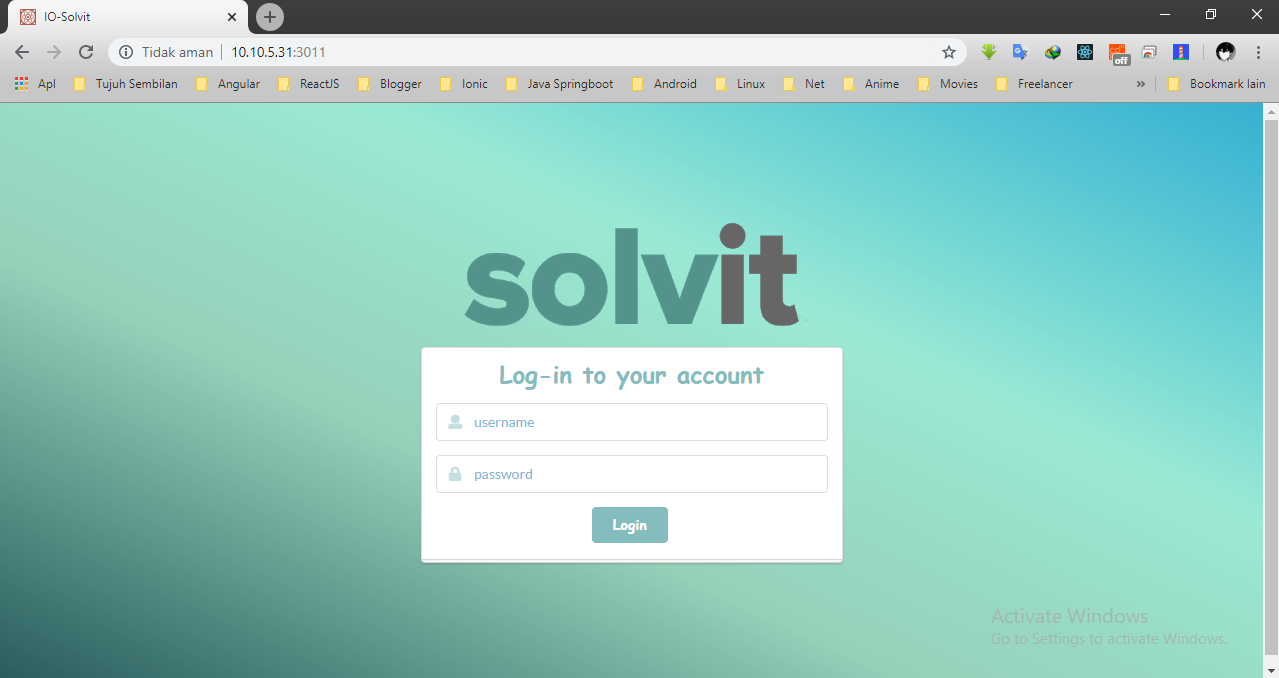 IO-Solvit
Tidak aman | 10.10.5.31:3011
off
Apl Tujuh Sembilan Angular ReactJS Blogger Ionic Java Springboot Android Linux Net Anime Movies Freelancer » Bookmark lain
solvit
Log-in to your account
username
password
Login
Activate Windows
Go to Settings to activate Windows.